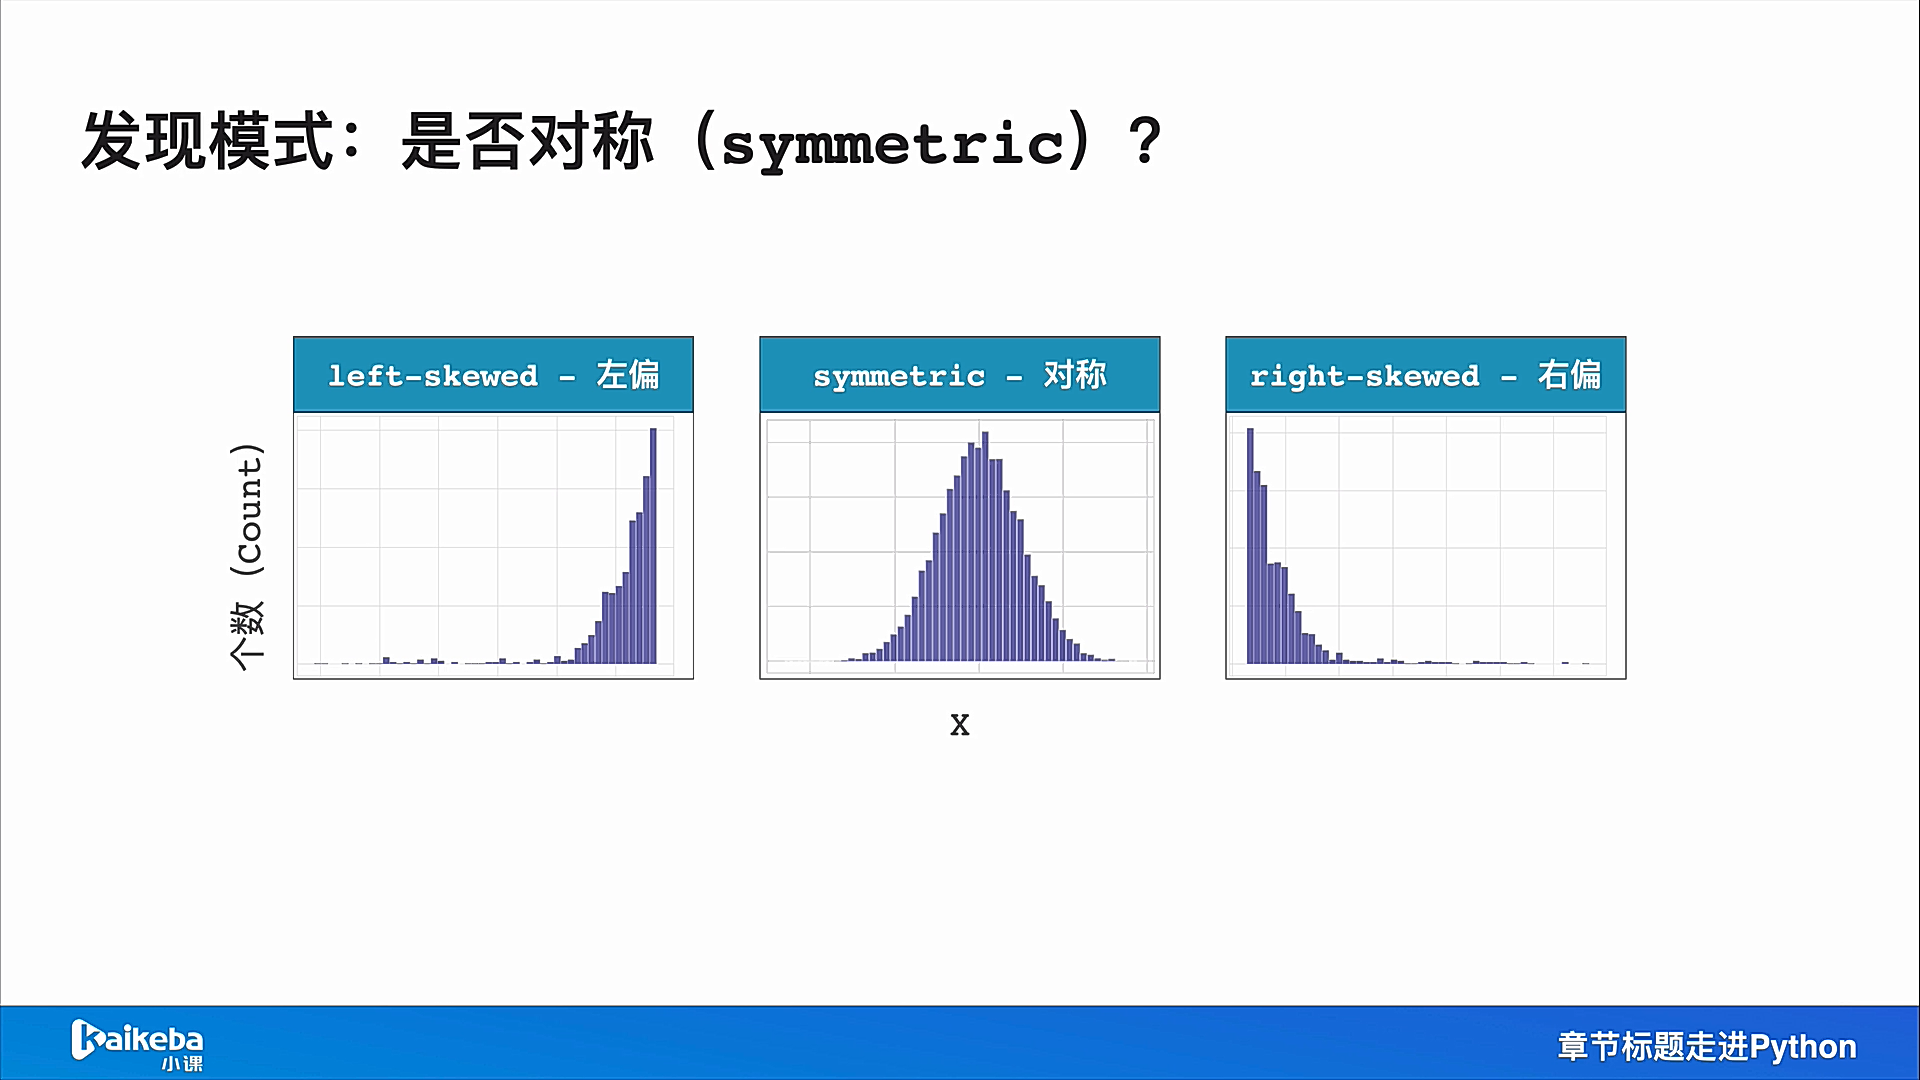 发现模式：是否对称（symmetric）？
left-skewed - 左偏
symmetric - 对称
right-skewed - 右偏
个数 (Count)
X
kaikeba
小课
章节标题走进Python